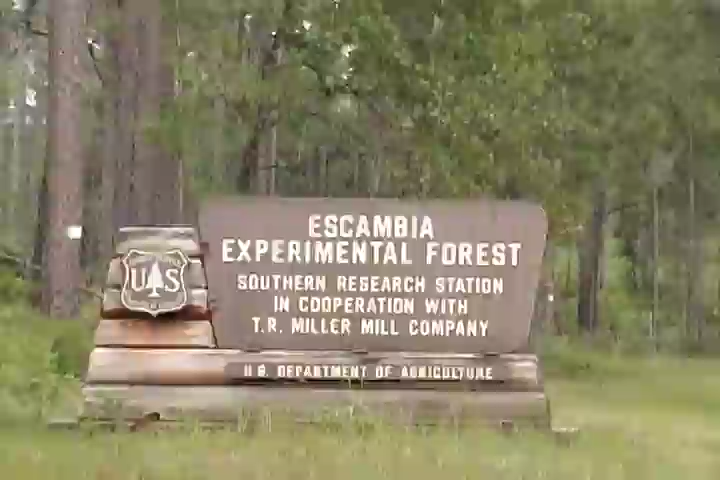 ESCAMBIA
EXPERIMENTAL FOREST
SOUTHERN RESEARCH STATION
IN COOPERATION WITH
T.R. MILLER MILL COMPANY
U S
U.S. DEPARTMENT OF AGRICULTURE